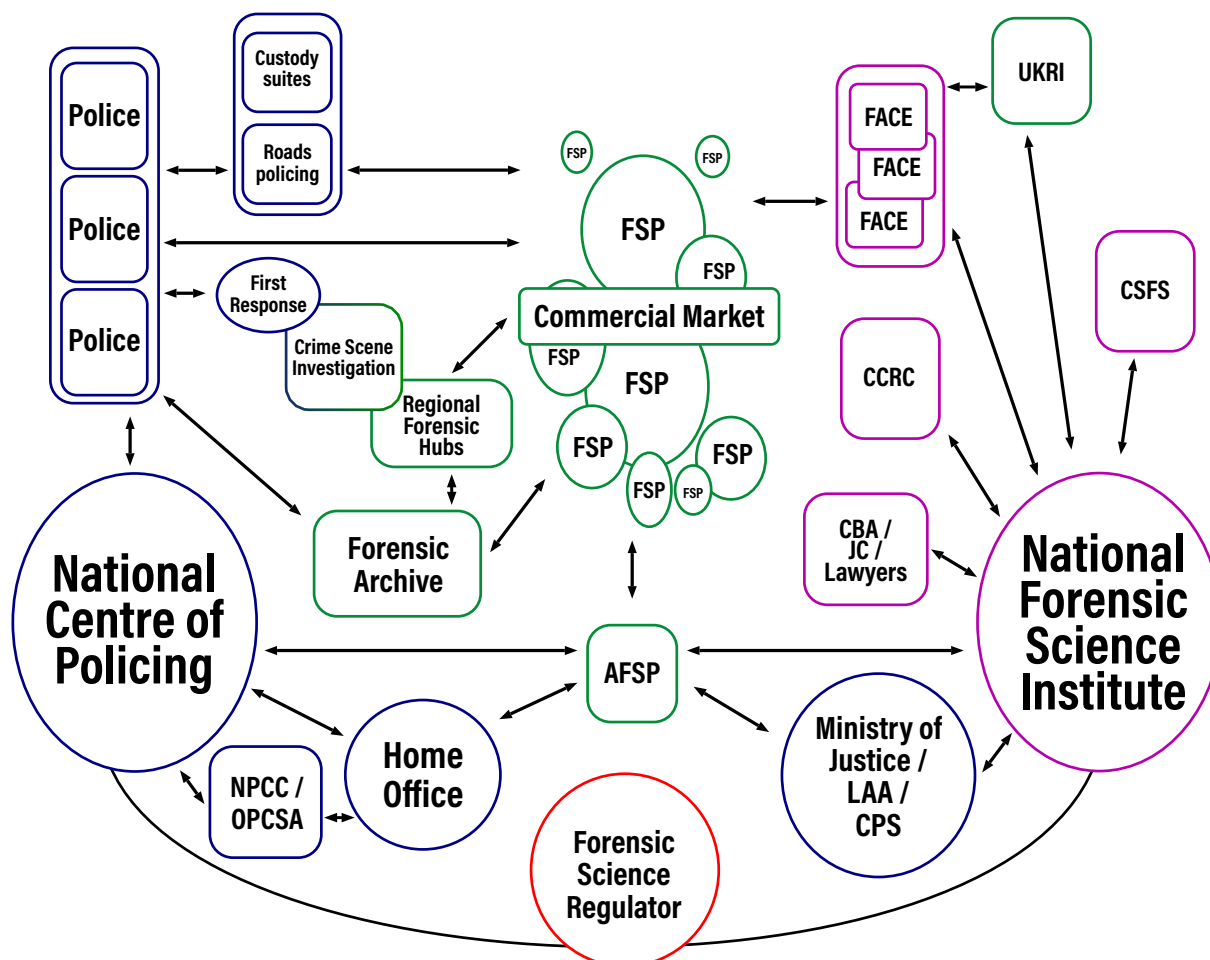 Police
Police
Police
Custody
suites
Roads
policing
First
Response
Crime Scene
Investigation
Regional
Forensic
Hubs
Forensic
Archive
FSP
FSP
FSP
FSP
Commercial Market
FSP
FSP
FSP
FSP
FSP
FSP
FACE
FACE
FACE
UKRI
CSFS
CCRC
CBA /
JC /
Lawyers
National
Centre of
Policing
National
Forensic
Science
Institute
AFSP
Home
Office
NPCC /
OPCSA
Ministry of
Justice /
LAA /
CPS
Forensic
Science
Regulator